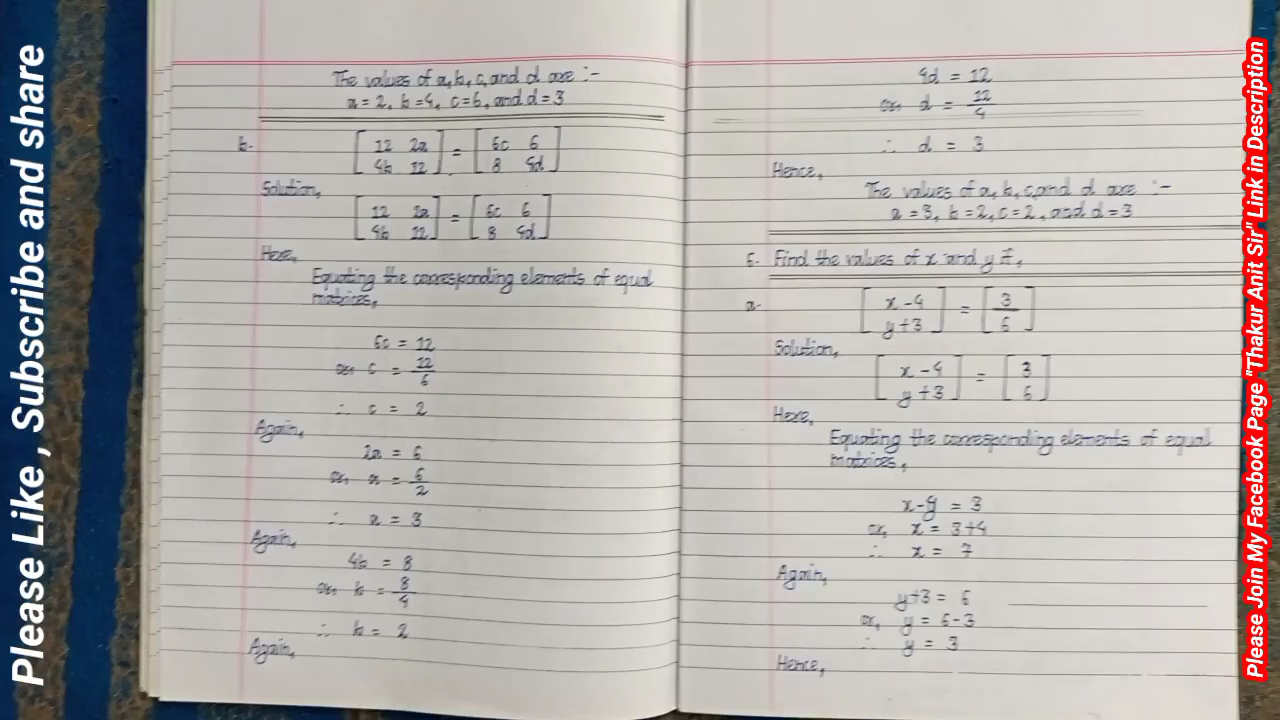 Please Like , Subscribe and share
The values of a, b, c, and d are :-
a = 2, b = 4, c = 6, and d = 3
b. [ 12 2a ] = [ 6c 6 ]
[ 4b 12 ] [ 8 4d ]
Solution,
[ 12 2a ] = [ 6c 6 ]
[ 4b 12 ] [ 8 4d ]
Here,
Equating the corresponding elements of equal
matrices,
6c = 12
or, c = 12/6
∴ c = 2
Again,
2a = 6
or, a = 6/2
∴ a = 3
Again,
4b = 8
or, b = 8/4
∴ b = 2
Again,
4d = 12
or, d = 12/4
∴ d = 3
Hence,
The values of a, b, c, and d are :-
a = 3, b = 2, c = 2, and d = 3
6. Find the values of x and y if,
a. [ x - 4 ] = [ 3 ]
[ y + 3 ] [ 6 ]
Solution,
[ x - 4 ] = [ 3 ]
[ y + 3 ] [ 6 ]
Here,
Equating the corresponding elements of equal
matrices,
x - 4 = 3
or, x = 3+4
∴ x = 7
Again,
y+3 = 6
or, y = 6-3
∴ y = 3
Hence,
Please Join My Facebook Page "Thakur Anit Sir" Link in Description